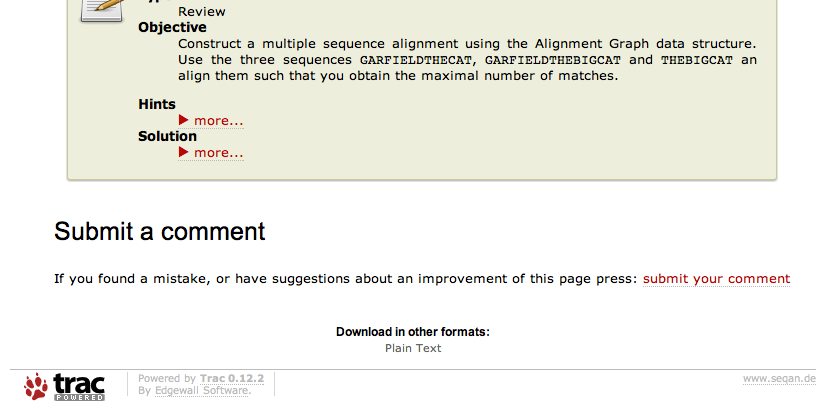 Review
Objective
Construct a multiple sequence alignment using the Alignment Graph data structure.
Use the three sequences GARFIELDTHECAT, GARFIELDTHEBIGCAT and THEBIGCAT an
align them such that you obtain the maximal number of matches.
Hints
▶ more...
Solution
▶ more...
Submit a comment
If you found a mistake, or have suggestions about an improvement of this page press: submit your comment
Download in other formats:
Plain Text
trac
POWERED
Powered by Trac 0.12.2
By Edgewall Software.
www.seqan.de